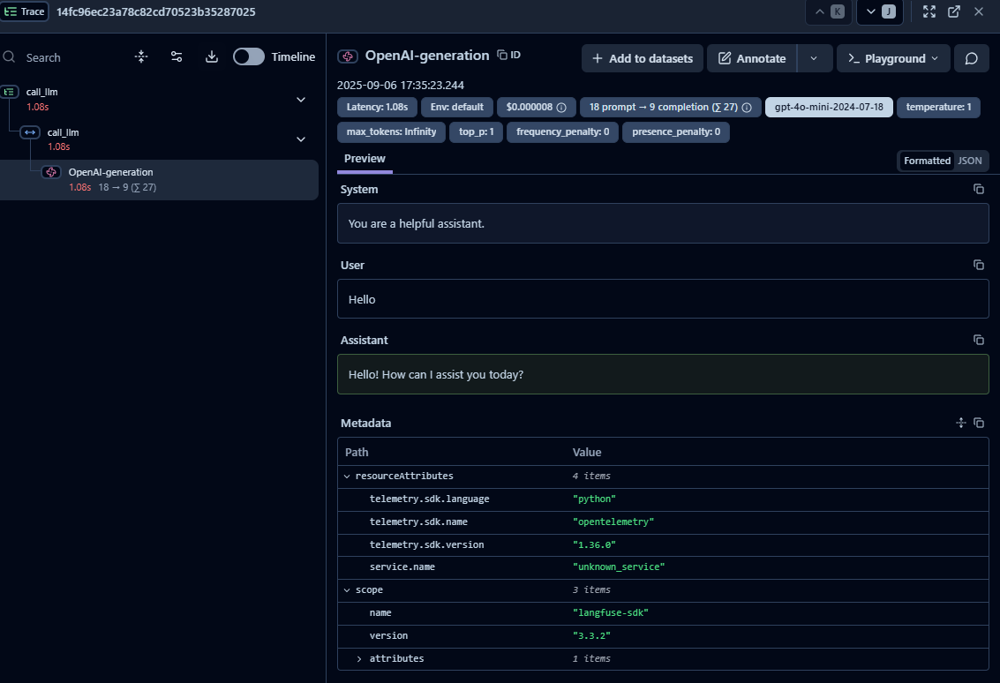 Trace 14fc96ec23a78c82cd70523b35287025 K J
Search Timeline
call_llm
1.08s
call_llm
1.08s
OpenAI-generation
1.08s 18 → 9 (∑ 27)
OpenAI-generation ID Add to datasets Annotate Playground
2025-09-06 17:35:23.244
Latency: 1.08s Env: default $0.000008 18 prompt → 9 completion (∑ 27) gpt-4o-mini-2024-07-18 temperature: 1
max_tokens: Infinity top_p: 1 frequency_penalty: 0 presence_penalty: 0
Preview Formatted JSON
System
You are a helpful assistant.
User
Hello
Assistant
Hello! How can I assist you today?
Metadata
Path Value
resourceAttributes 4 items
telemetry.sdk.language "python"
telemetry.sdk.name "opentelemetry"
telemetry.sdk.version "1.36.0"
service.name "unknown_service"
scope 3 items
name "langfuse-sdk"
version "3.3.2"
attributes 1 items